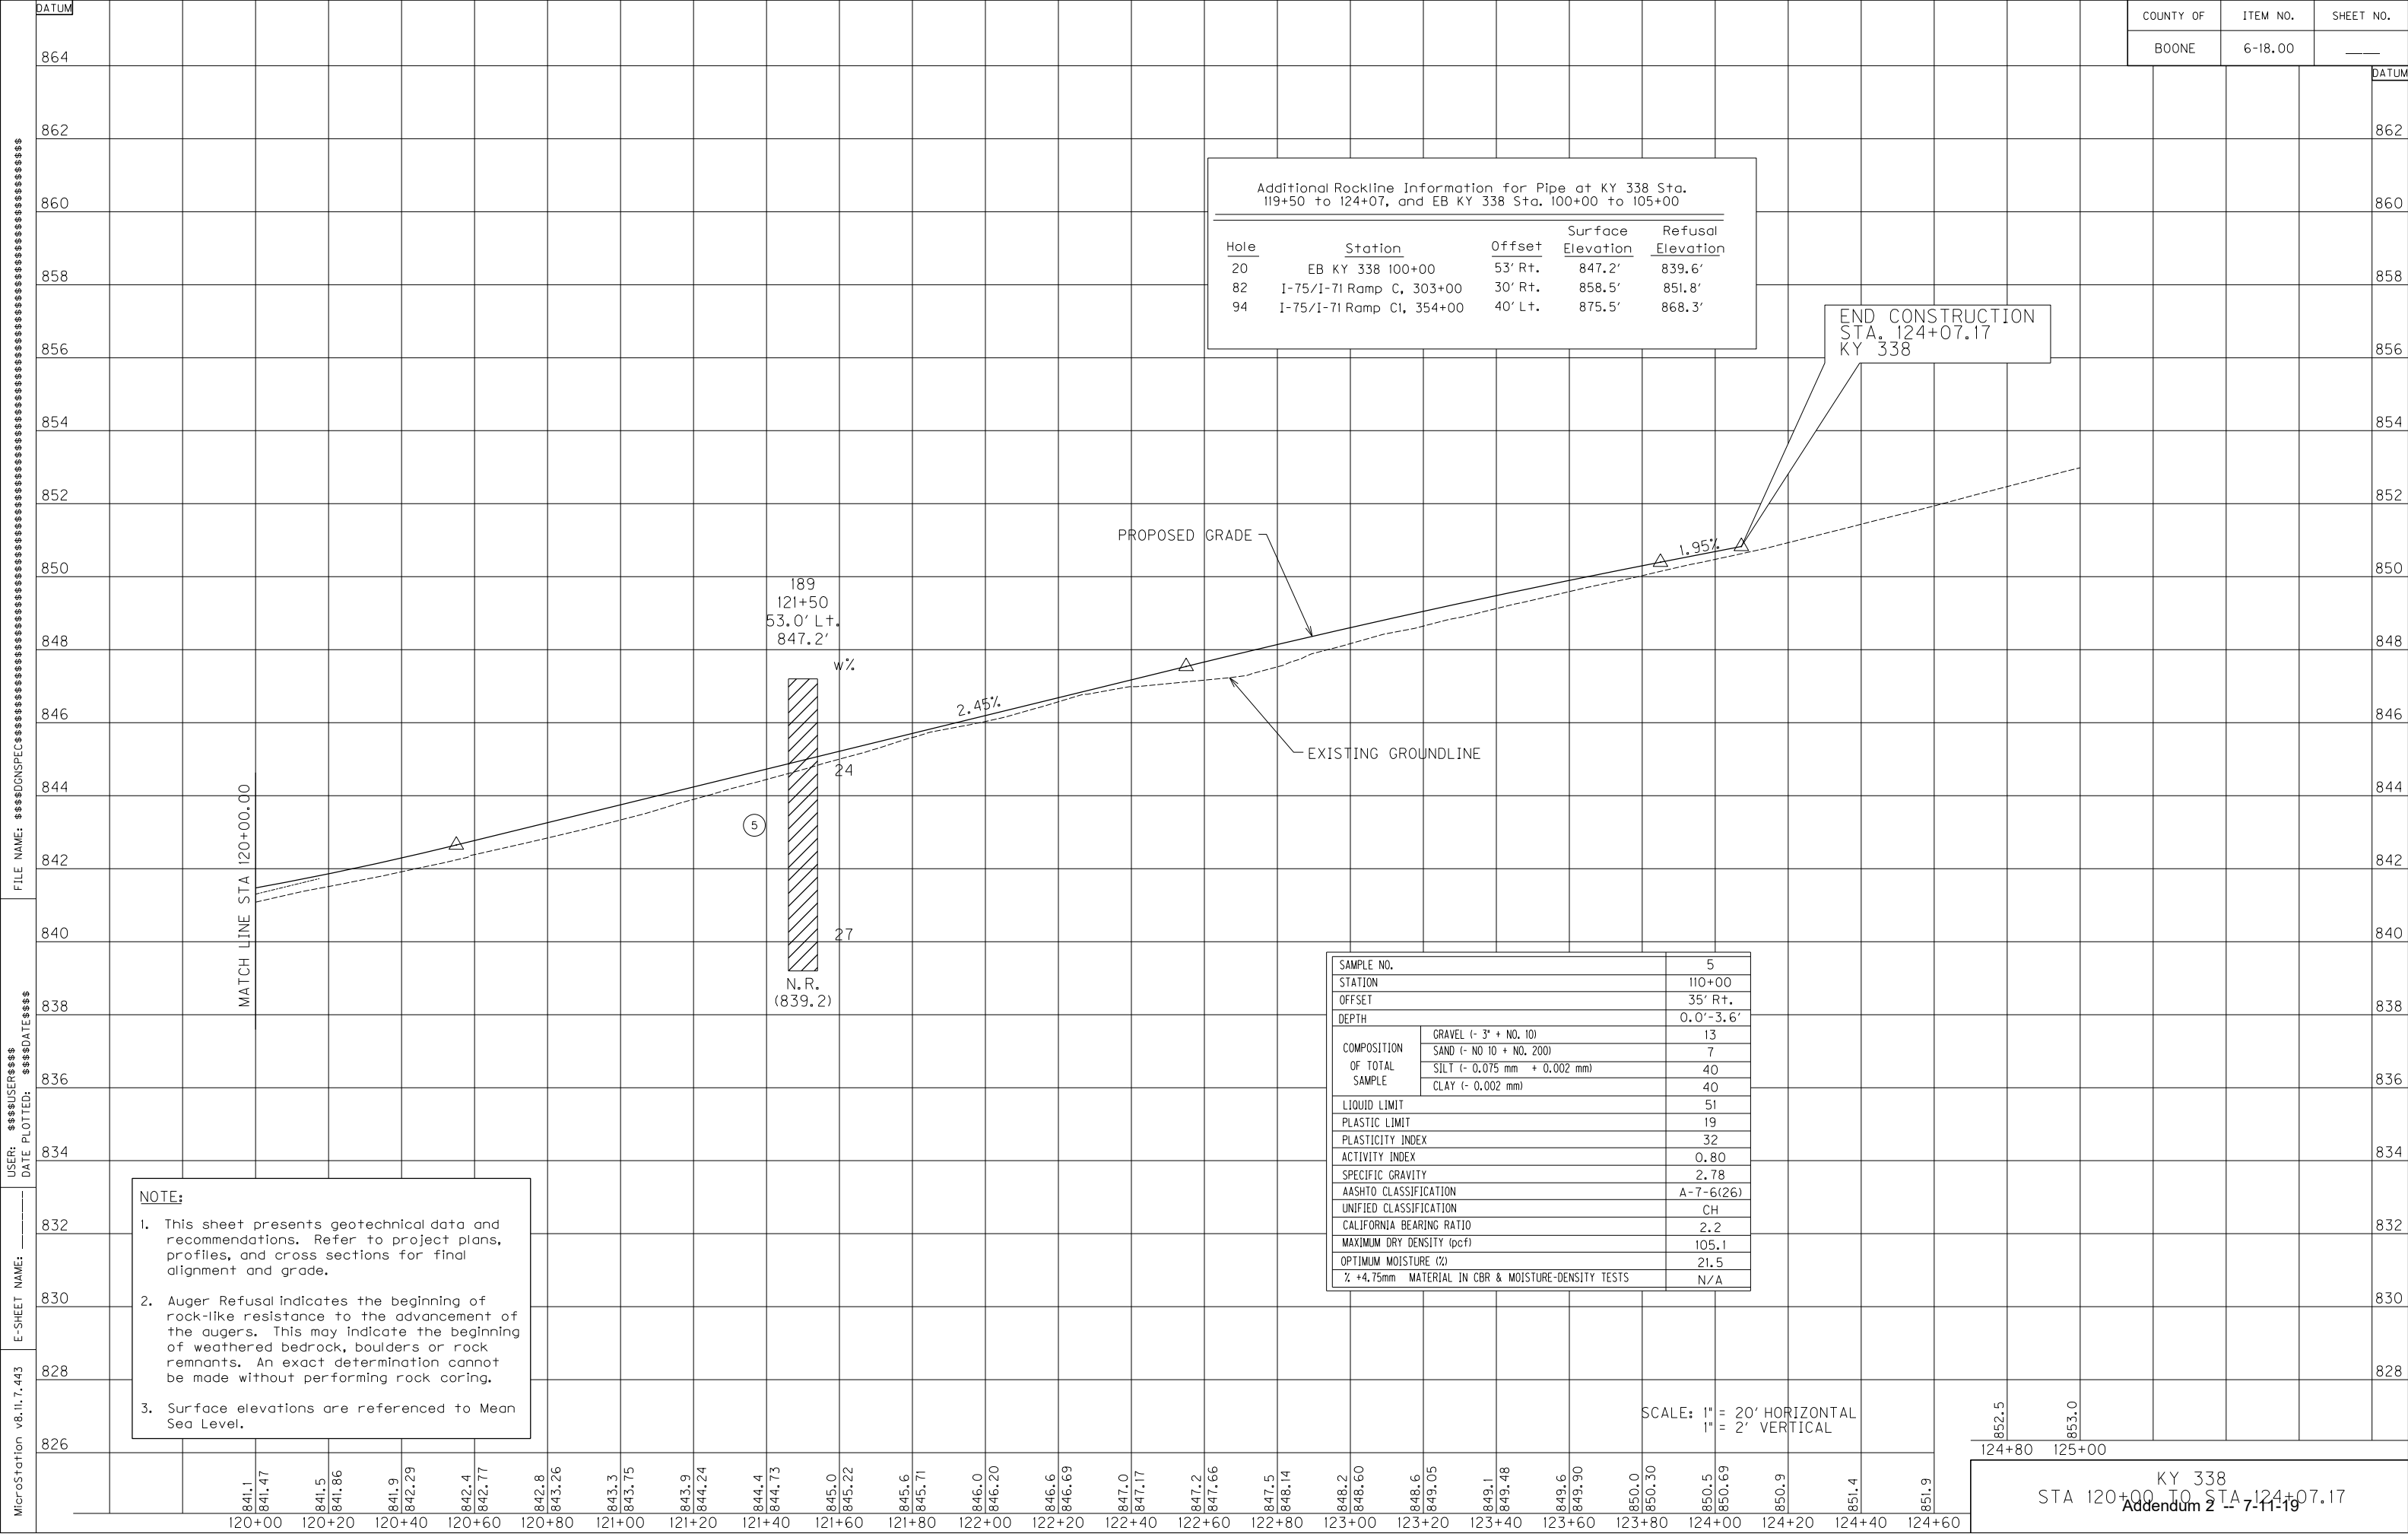 DATUM
COUNTY OF ITEM NO. SHEET NO.
BOONE 6-18.00 ____
DATUM
864
862 862
860 860
858 858
856 856
854 854
852 852
850 850
848 848
846 846
844 844
842 842
840 840
838 838
836 836
834 834
832 832
830 830
828 828
826
Additional Rockline Information for Pipe at KY 338 Sta.
119+50 to 124+07, and EB KY 338 Sta. 100+00 to 105+00
Hole Station Offset Surface Elevation Refusal Elevation
20 EB KY 338 100+00 53' Rt. 847.2' 839.6'
82 I-75/I-71 Ramp C, 303+00 30' Rt. 858.5' 851.8'
94 I-75/I-71 Ramp C1, 354+00 40' Lt. 875.5' 868.3'
END CONSTRUCTION
STA. 124+07.17
KY 338
PROPOSED GRADE
1.95%
189
121+50
53.0' Lt.
847.2'
w%
2.45%
EXISTING GROUNDLINE
24
5
27
N.R.
(839.2)
MATCH LINE STA 120+00.00
SAMPLE NO. 5
STATION 110+00
OFFSET 35' Rt.
DEPTH 0.0'-3.6'
COMPOSITION
OF TOTAL
SAMPLE
GRAVEL (- 3" + NO. 10) 13
SAND (- NO 10 + NO. 200) 7
SILT (- 0.075 mm + 0.002 mm) 40
CLAY (- 0.002 mm) 40
LIQUID LIMIT 51
PLASTIC LIMIT 19
PLASTICITY INDEX 32
ACTIVITY INDEX 0.80
SPECIFIC GRAVITY 2.78
AASHTO CLASSIFICATION A-7-6(26)
UNIFIED CLASSIFICATION CH
CALIFORNIA BEARING RATIO 2.2
MAXIMUM DRY DENSITY (pcf) 105.1
OPTIMUM MOISTURE (%) 21.5
% +4.75mm MATERIAL IN CBR & MOISTURE-DENSITY TESTS N/A
NOTE:
1. This sheet presents geotechnical data and
recommendations. Refer to project plans,
profiles, and cross sections for final
alignment and grade.
2. Auger Refusal indicates the beginning of
rock-like resistance to the advancement of
the augers. This may indicate the beginning
of weathered bedrock, boulders or rock
remnants. An exact determination cannot
be made without performing rock coring.
3. Surface elevations are referenced to Mean
Sea Level.
SCALE: 1" = 20' HORIZONTAL
1" = 2' VERTICAL
852.5 853.0
124+80 125+00
841.1 841.5 841.9 842.4 842.8 843.3 843.9 844.4 845.0 845.6 846.0 846.6 847.0 847.2 847.5 848.2 848.6 849.1 849.6 850.0 850.5 850.9 851.4 851.9
841.47 841.86 842.29 842.77 843.26 843.75 844.24 844.73 845.22 845.71 846.20 846.69 847.17 847.66 848.14 848.60 849.05 849.48 849.90 850.30 850.69
120+00 120+20 120+40 120+60 120+80 121+00 121+20 121+40 121+60 121+80 122+00 122+20 122+40 122+60 122+80 123+00 123+20 123+40 123+60 123+80 124+00 124+20 124+40 124+60
KY 338
STA 120+00 TO STA 124+07.17
Addendum 2 -- 7-11-19
MicroStation v8.11.7.443
E-SHEET NAME: ________
USER: $$$$USER$$$$
DATE PLOTTED: $$$$DATE$$$$
FILE NAME: $$$$DGNSPEC$$$$$$$$$$$$$$$$$$$$$$$$$$$$$$$$$$$$$$$$$$$$$$$$$$$$$$$$$$$$$$$$$$$$